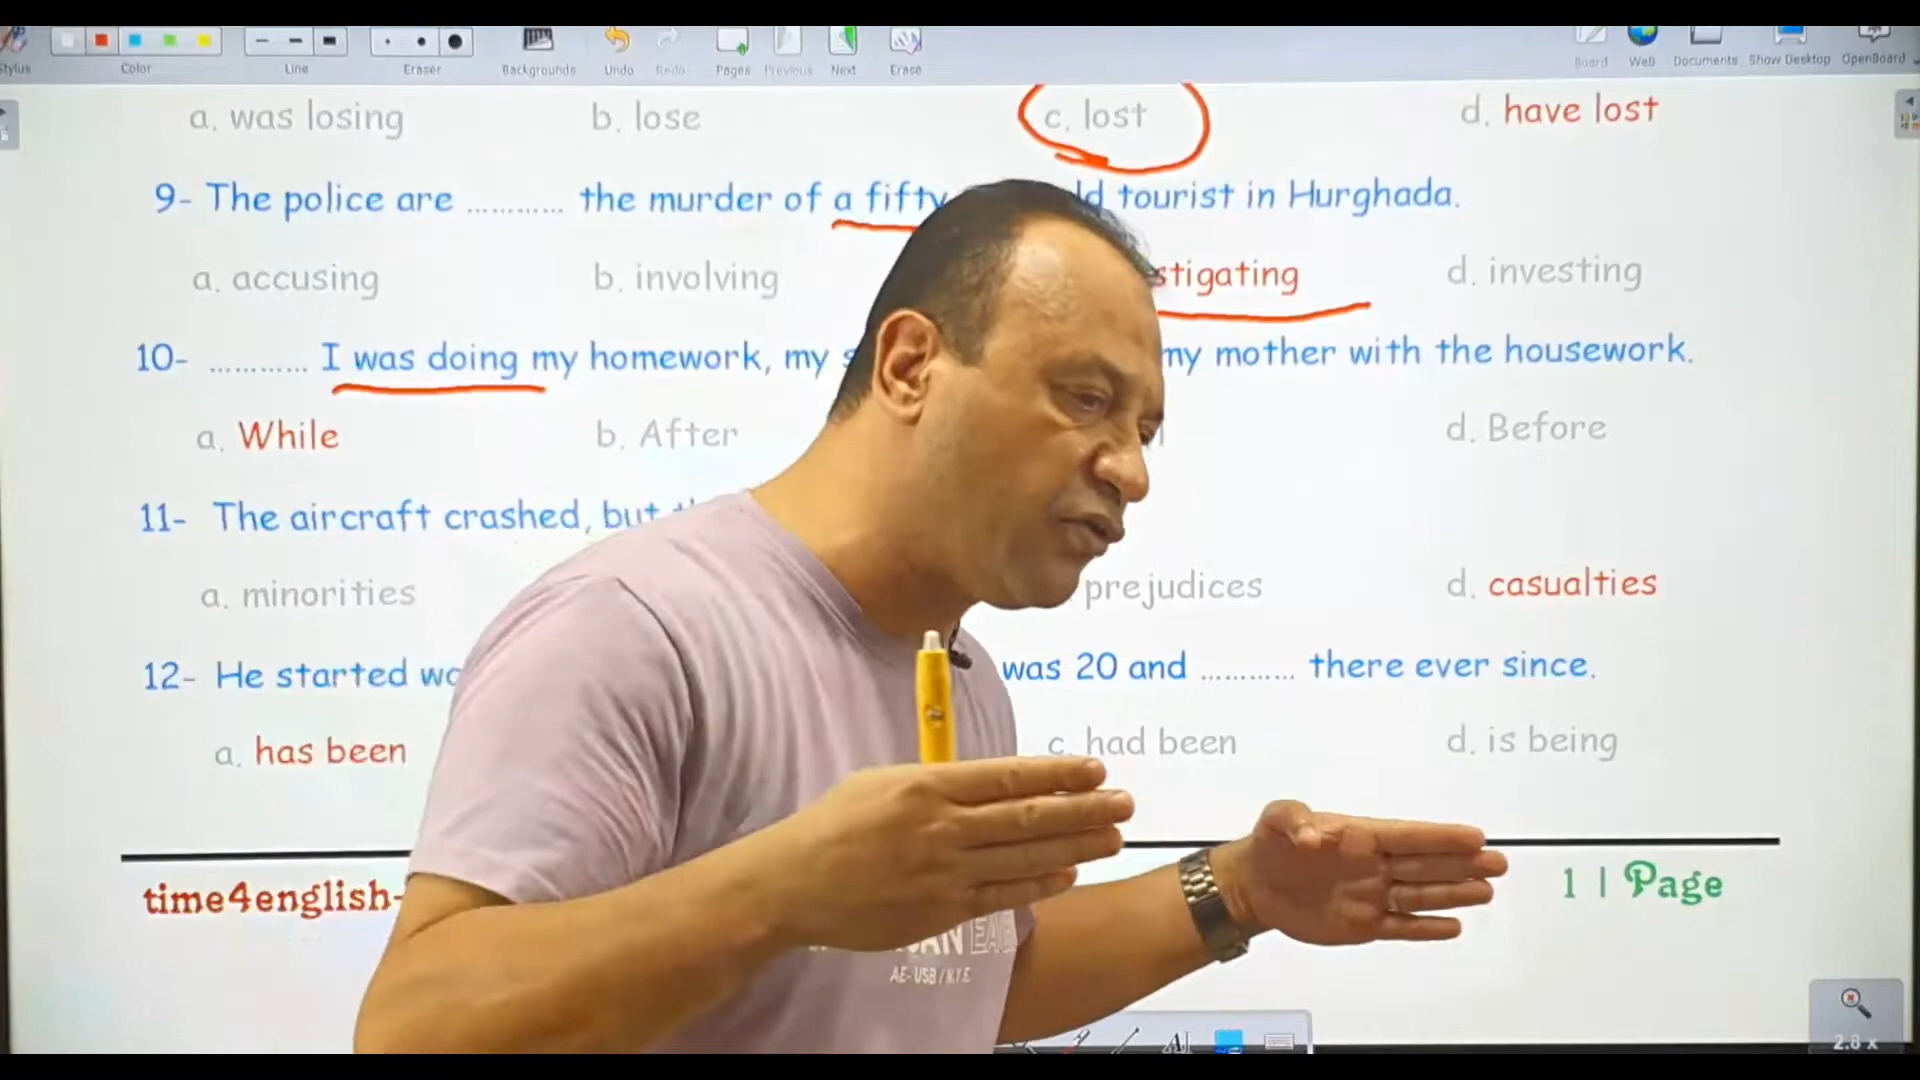 Stylus Color Line Eraser Backgrounds Undo Redo Pages Previous Next Erase Board Web Documents Show Desktop OpenBoard
a. was losing b. lose c. lost d. have lost
9- The police are ............ the murder of a fifty tourist in Hurghada.
a. accusing b. involving stigating d. investing
10- ............ I was doing my homework, my my mother with the housework.
a. While b. After d. Before
11- The aircraft crashed, but
a. minorities prejudices d. casualties
12- He started was 20 and ............ there ever since.
a. has been c. had been d. is being
time4english-
1 | Page
AE-USB/N.Y.E
2.8 x